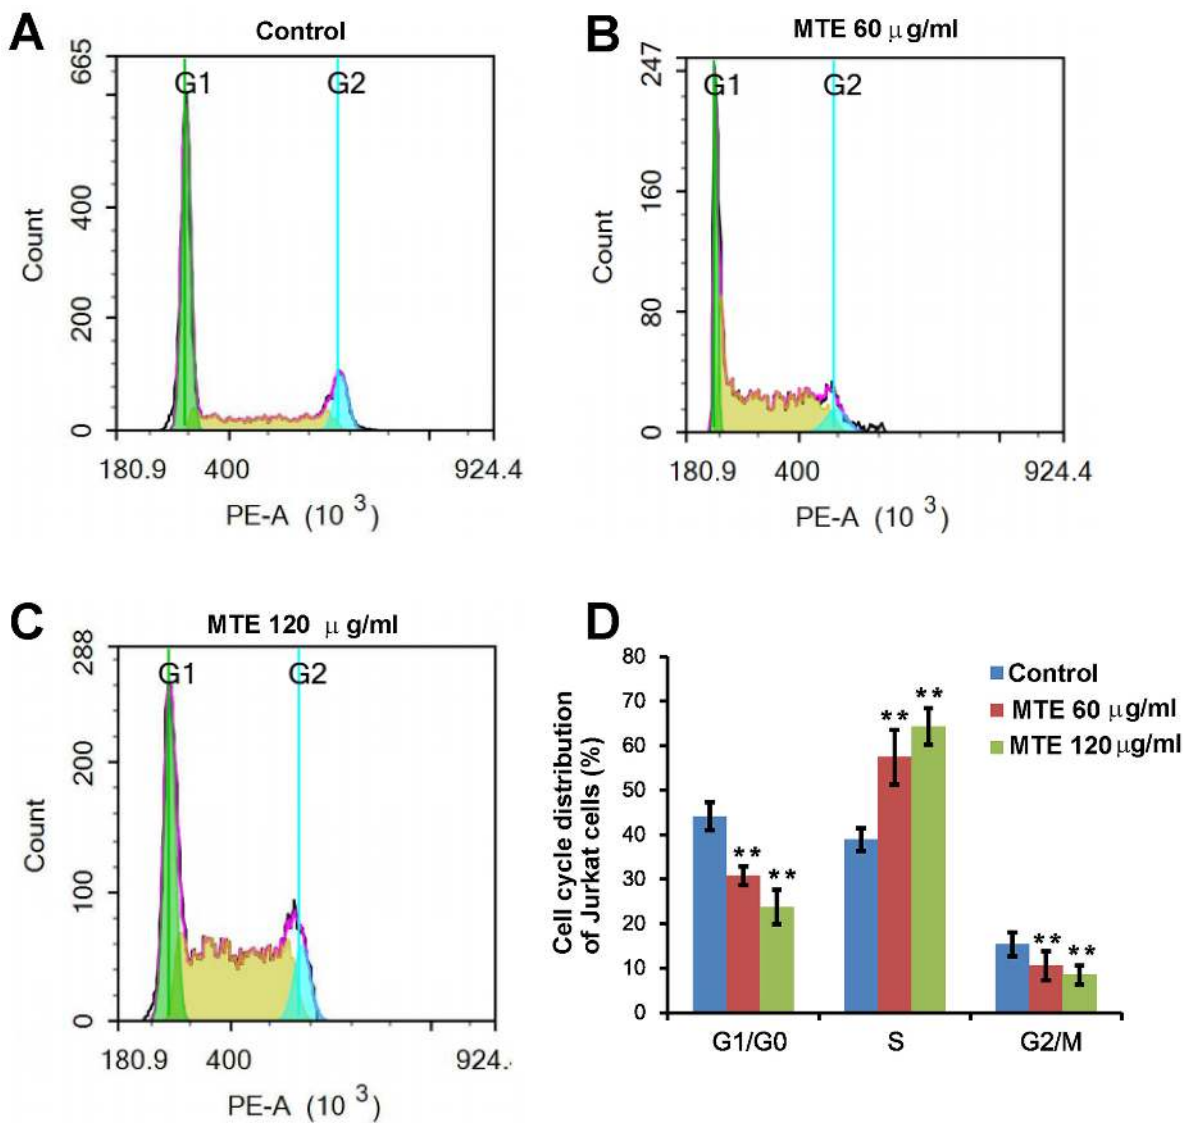 A
Control
665
400
200
0
Count
G1
G2
180.9 400 924.4
PE-A (10 3)
B
MTE 60 μ g/ml
247
160
80
0
Count
G1
G2
180.9 400 924.4
PE-A (10 3)
C
MTE 120 μ g/ml
288
200
100
0
Count
G1
G2
180.9 400 924.
PE-A (10 3)
D
80
70
60
50
40
30
20
10
0
Cell cycle distribution
of Jurkat cells (%)
Control
MTE 60 μg/ml
MTE 120 μg/ml
**
**
**
**
**
**
G1/G0 S G2/M